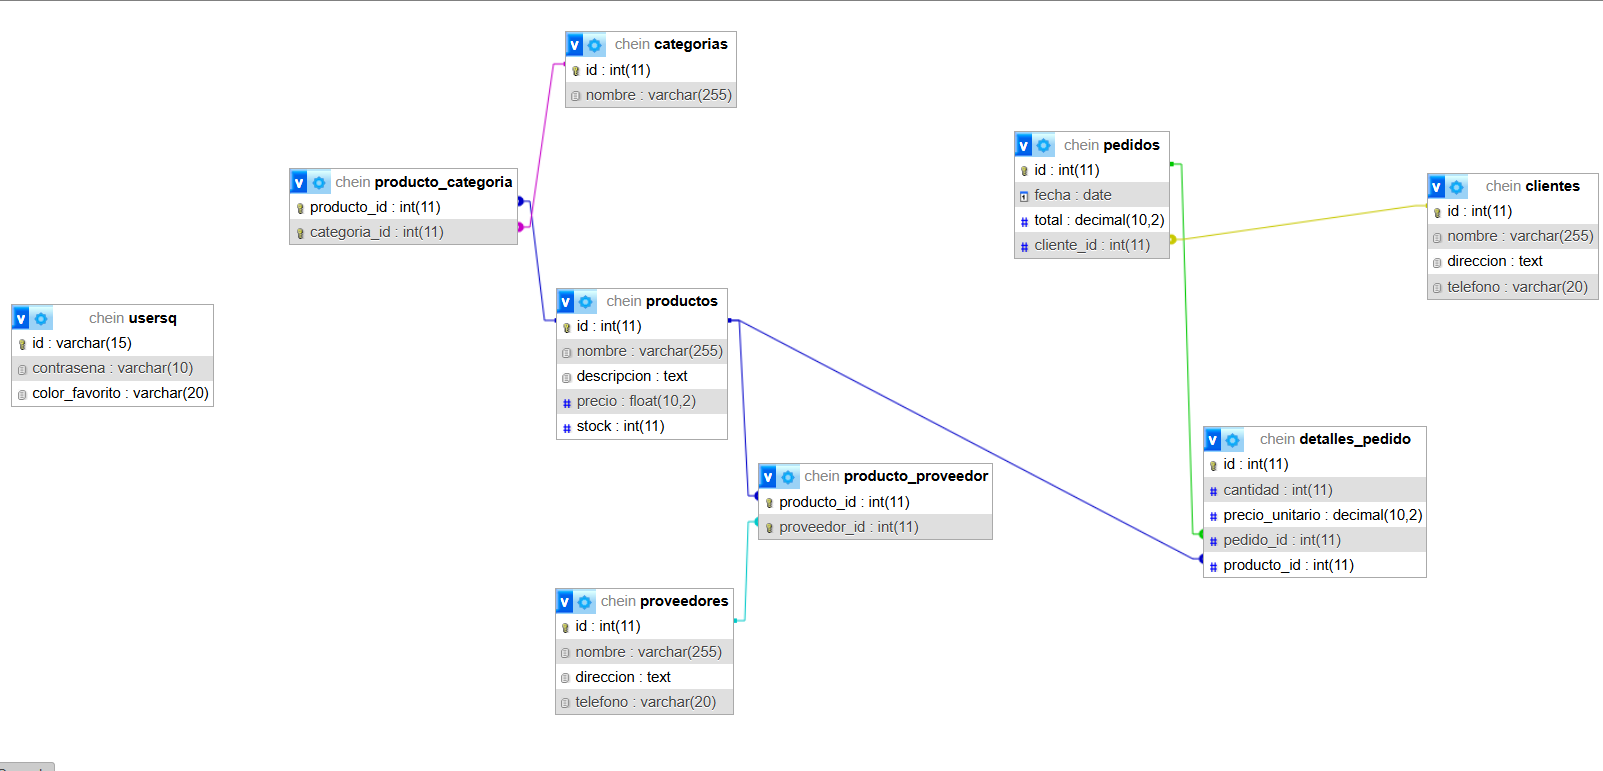 chein categorias
id : int(11)
nombre : varchar(255)
chein producto_categoria
producto_id : int(11)
categoria_id : int(11)
chein usersq
id : varchar(15)
contrasena : varchar(10)
color_favorito : varchar(20)
chein productos
id : int(11)
nombre : varchar(255)
descripcion : text
precio : float(10,2)
stock : int(11)
chein producto_proveedor
producto_id : int(11)
proveedor_id : int(11)
chein proveedores
id : int(11)
nombre : varchar(255)
direccion : text
telefono : varchar(20)
chein pedidos
id : int(11)
fecha : date
total : decimal(10,2)
cliente_id : int(11)
chein clientes
id : int(11)
nombre : varchar(255)
direccion : text
telefono : varchar(20)
chein detalles_pedido
id : int(11)
cantidad : int(11)
precio_unitario : decimal(10,2)
pedido_id : int(11)
producto_id : int(11)